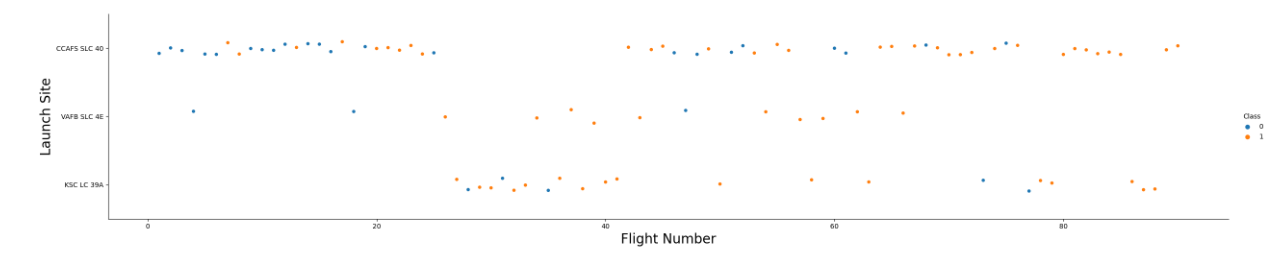 Launch Site
CCAFS SLC 40
VAFB SLC 4E
KSC LC 39A
0
20
40
60
80
Flight Number
Class
0
1